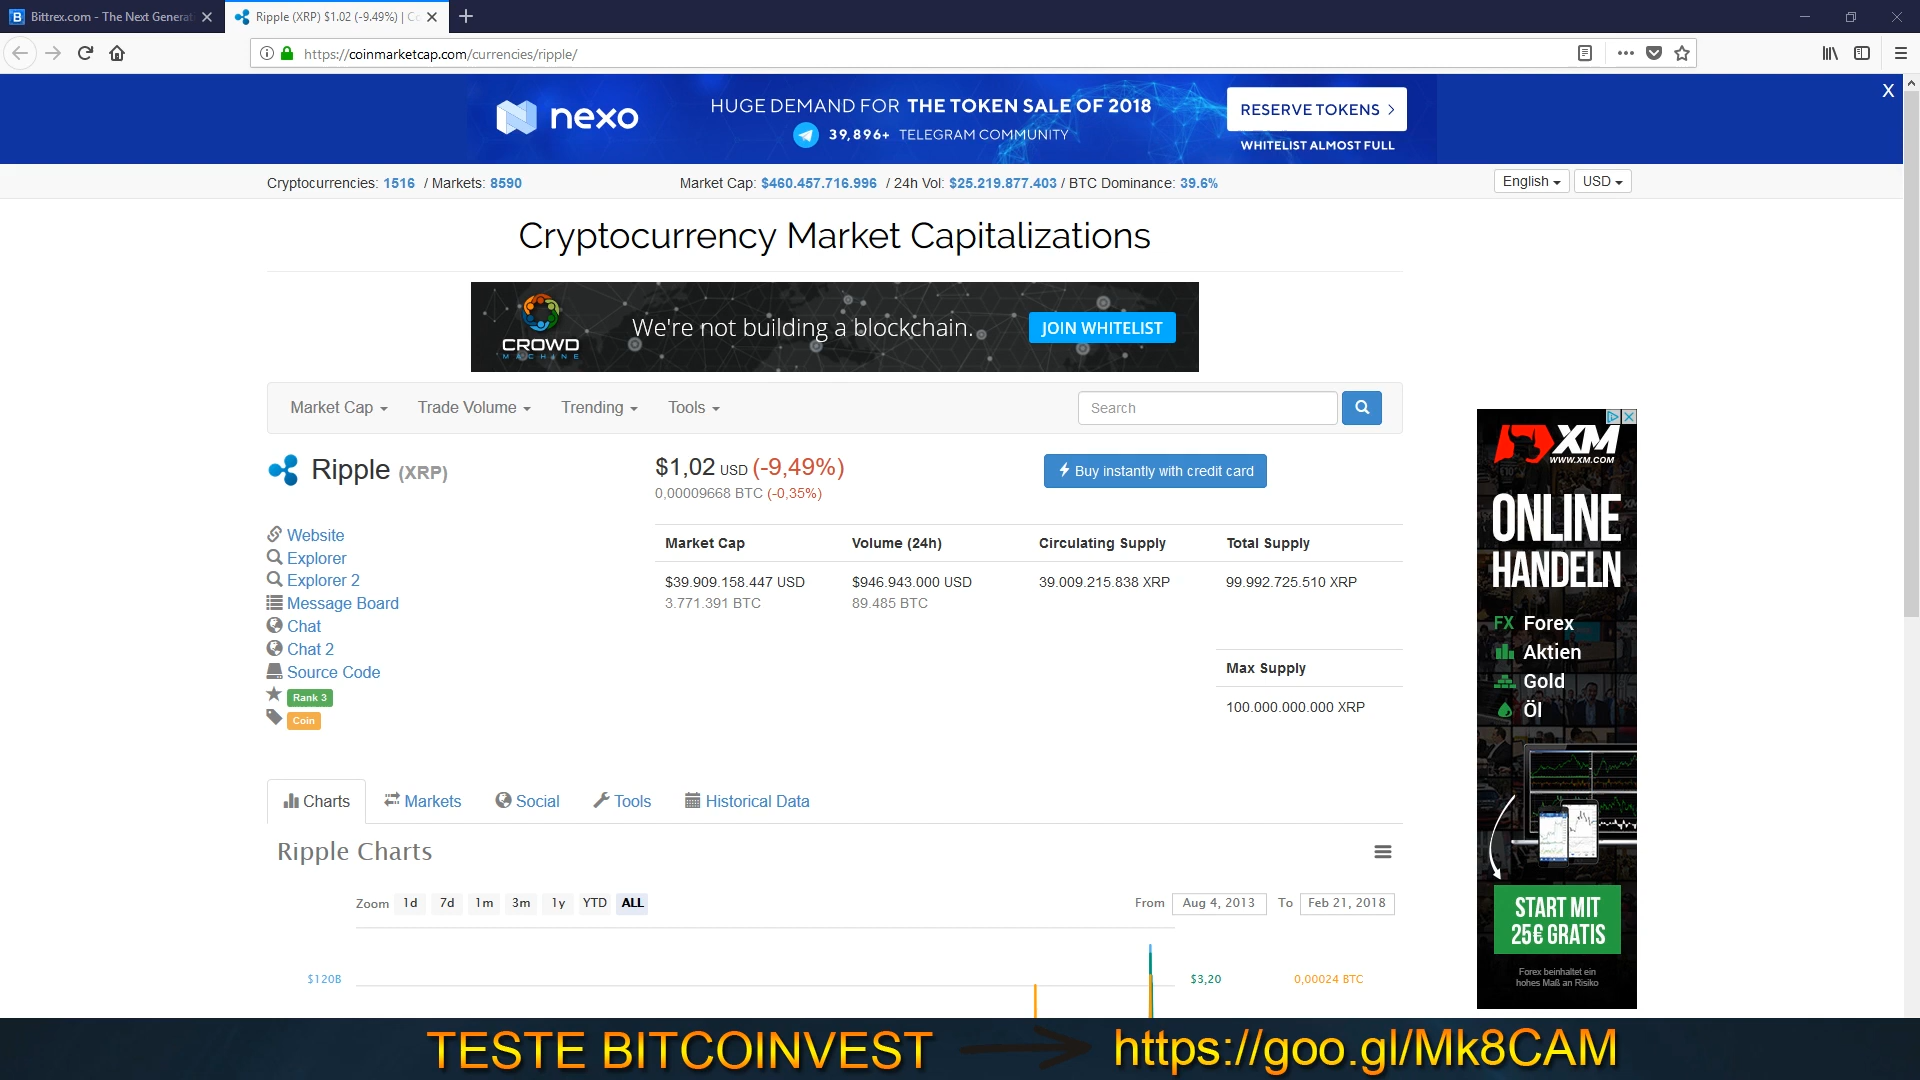 Bittrex.com - The Next Generat
Ripple (XRP) $1.02 (-9.49%) | Co
https://coinmarketcap.com/currencies/ripple/
nexo
HUGE DEMAND FOR THE TOKEN SALE OF 2018
39,896+ TELEGRAM COMMUNITY
RESERVE TOKENS >
WHITELIST ALMOST FULL
X
Cryptocurrencies: 1516 / Markets: 8590
Market Cap: $460.457.716.996 / 24h Vol: $25.219.877.403 / BTC Dominance: 39.6%
English
USD
Cryptocurrency Market Capitalizations
CROWD
MACHINE
We're not building a blockchain.
JOIN WHITELIST
Market Cap
Trade Volume
Trending
Tools
Search
Ripple (XRP)
$1,02 USD (-9,49%)
0,00009668 BTC (-0,35%)
Buy instantly with credit card
Website
Explorer
Explorer 2
Message Board
Chat
Chat 2
Source Code
Rank 3
Coin
Market Cap
Volume (24h)
Circulating Supply
Total Supply
$39.909.158.447 USD
$946.943.000 USD
39.009.215.838 XRP
99.992.725.510 XRP
3.771.391 BTC
89.485 BTC
Max Supply
100.000.000.000 XRP
Charts
Markets
Social
Tools
Historical Data
Ripple Charts
Zoom 1d 7d 1m 3m 1y YTD ALL
From Aug 4, 2013 To Feb 21, 2018
$120B
$3,20
0,00024 BTC
XM
WWW.XM.COM
ONLINE
HANDELN
FX Forex
Aktien
Gold
Öl
START MIT
25€ GRATIS
Forex beinhaltet ein
hohes Maß an Risiko
TESTE BITCOINVEST
https://goo.gl/Mk8CAM